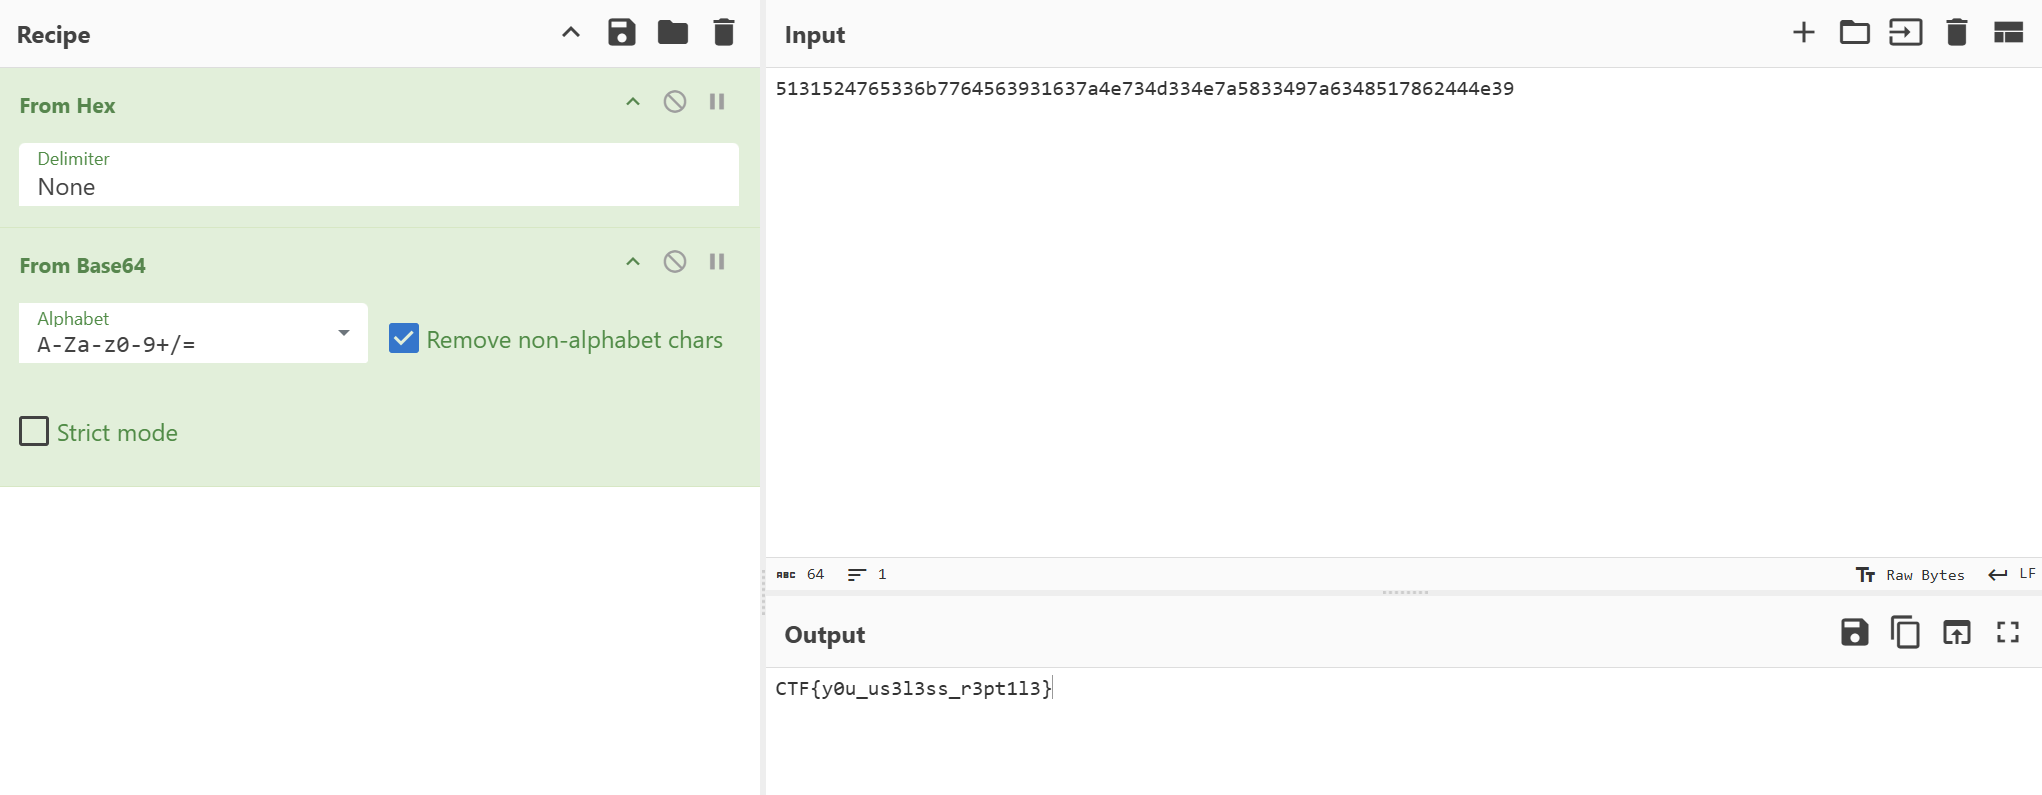 Recipe
From Hex
Delimiter
None
From Base64
Alphabet
A-Za-z0-9+/=
Remove non-alphabet chars
Strict mode
Input
5131524765336b7764563931637a4e734d334e7a5833497a6348517862444e39
ABC 64 1
Tт Raw Bytes LF
Output
CTF{y0u_us3l3ss_r3pt1l3}